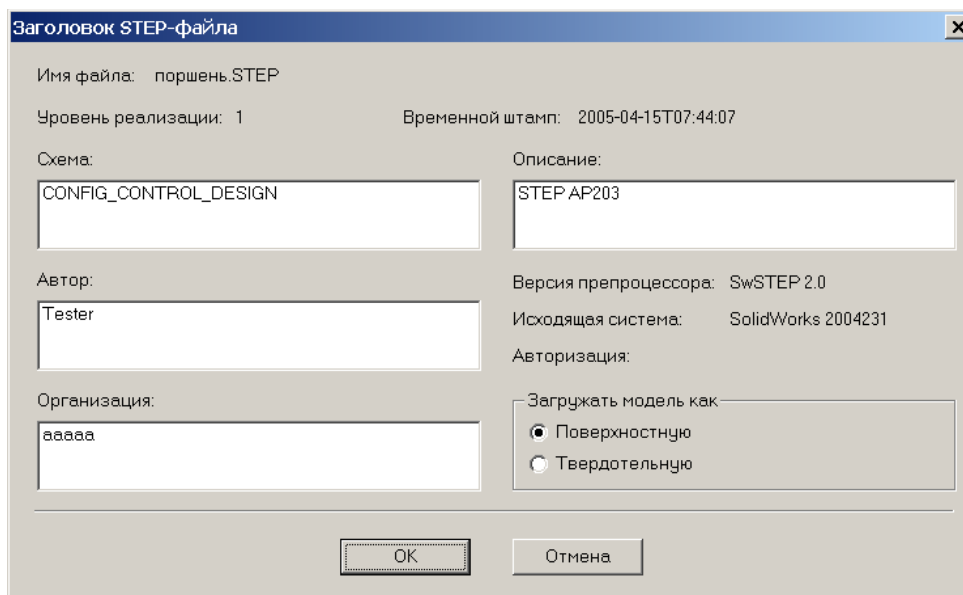 Заголовок STEP-файла
Имя файла: поршень.STEP
Уровень реализации: 1 Временной штамп: 2005-04-15T07:44:07
Схема: Описание:
CONFIG_CONTROL_DESIGN STEP AP203
Автор: Версия препроцессора: SwSTEP 2.0
Tester Исходящая система: SolidWorks 2004231
Авторизация:
Организация: Загружать модель как
ааааа Поверхностную
Твердотельную
OK Отмена